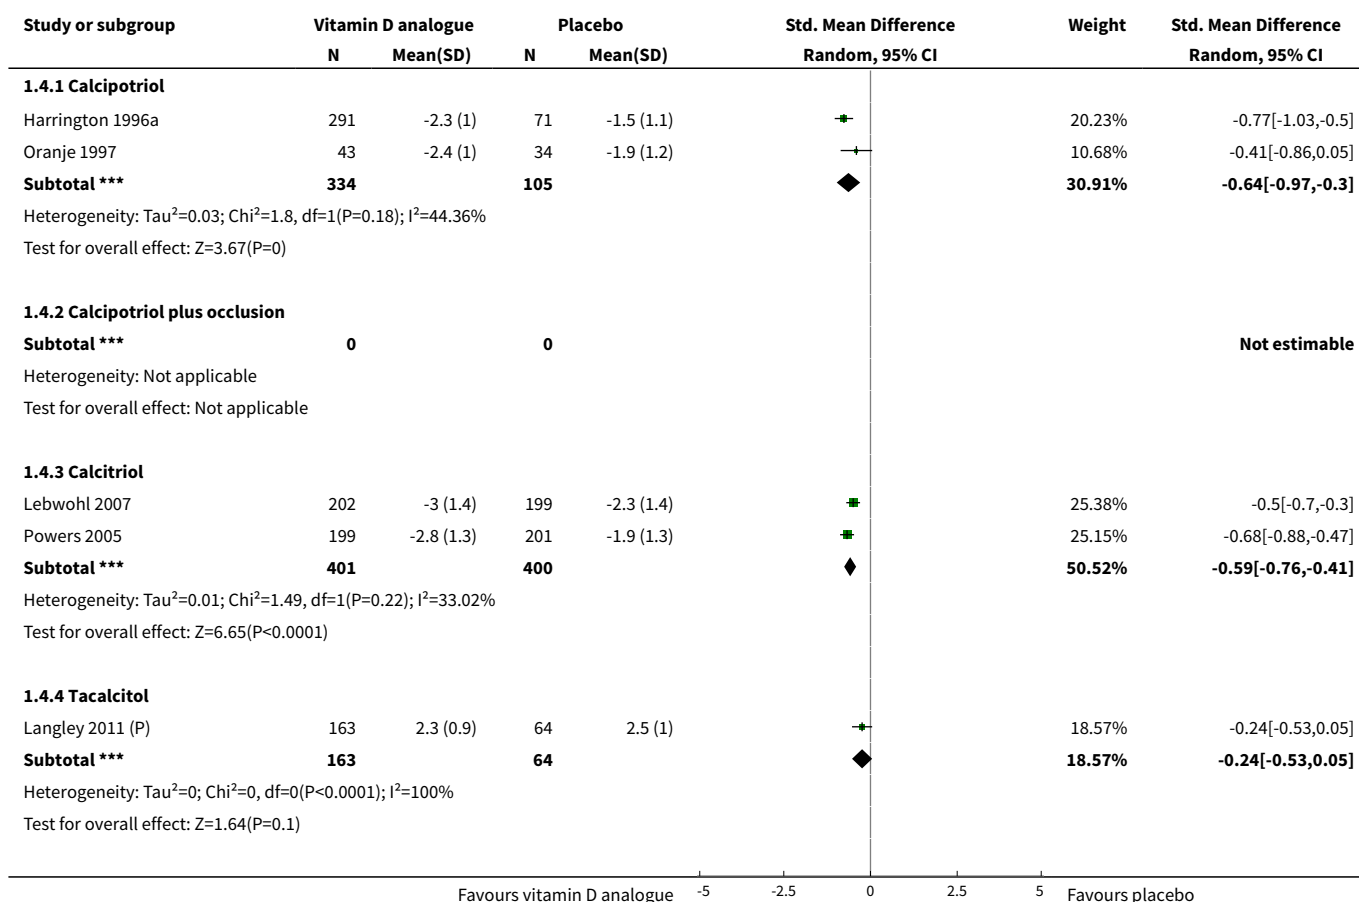 Study or subgroup Vitamin D analogue Placebo Std. Mean Difference Weight Std. Mean Difference
N Mean(SD) N Mean(SD) Random, 95% CI Random, 95% CI
1.4.1 Calcipotriol
Harrington 1996a 291 -2.3 (1) 71 -1.5 (1.1) 20.23% -0.77[-1.03,-0.5]
Oranje 1997 43 -2.4 (1) 34 -1.9 (1.2) 10.68% -0.41[-0.86,0.05]
Subtotal *** 334 105 30.91% -0.64[-0.97,-0.3]
Heterogeneity: Tau²=0.03; Chi²=1.8, df=1(P=0.18); I²=44.36%
Test for overall effect: Z=3.67(P=0)
1.4.2 Calcipotriol plus occlusion
Subtotal *** 0 0 Not estimable
Heterogeneity: Not applicable
Test for overall effect: Not applicable
1.4.3 Calcitriol
Lebwohl 2007 202 -3 (1.4) 199 -2.3 (1.4) 25.38% -0.5[-0.7,-0.3]
Powers 2005 199 -2.8 (1.3) 201 -1.9 (1.3) 25.15% -0.68[-0.88,-0.47]
Subtotal *** 401 400 50.52% -0.59[-0.76,-0.41]
Heterogeneity: Tau²=0.01; Chi²=1.49, df=1(P=0.22); I²=33.02%
Test for overall effect: Z=6.65(P<0.0001)
1.4.4 Tacalcitol
Langley 2011 (P) 163 2.3 (0.9) 64 2.5 (1) 18.57% -0.24[-0.53,0.05]
Subtotal *** 163 64 18.57% -0.24[-0.53,0.05]
Heterogeneity: Tau²=0; Chi²=0, df=0(P<0.0001); I²=100%
Test for overall effect: Z=1.64(P=0.1)
Favours vitamin D analogue -5 -2.5 0 2.5 5 Favours placebo